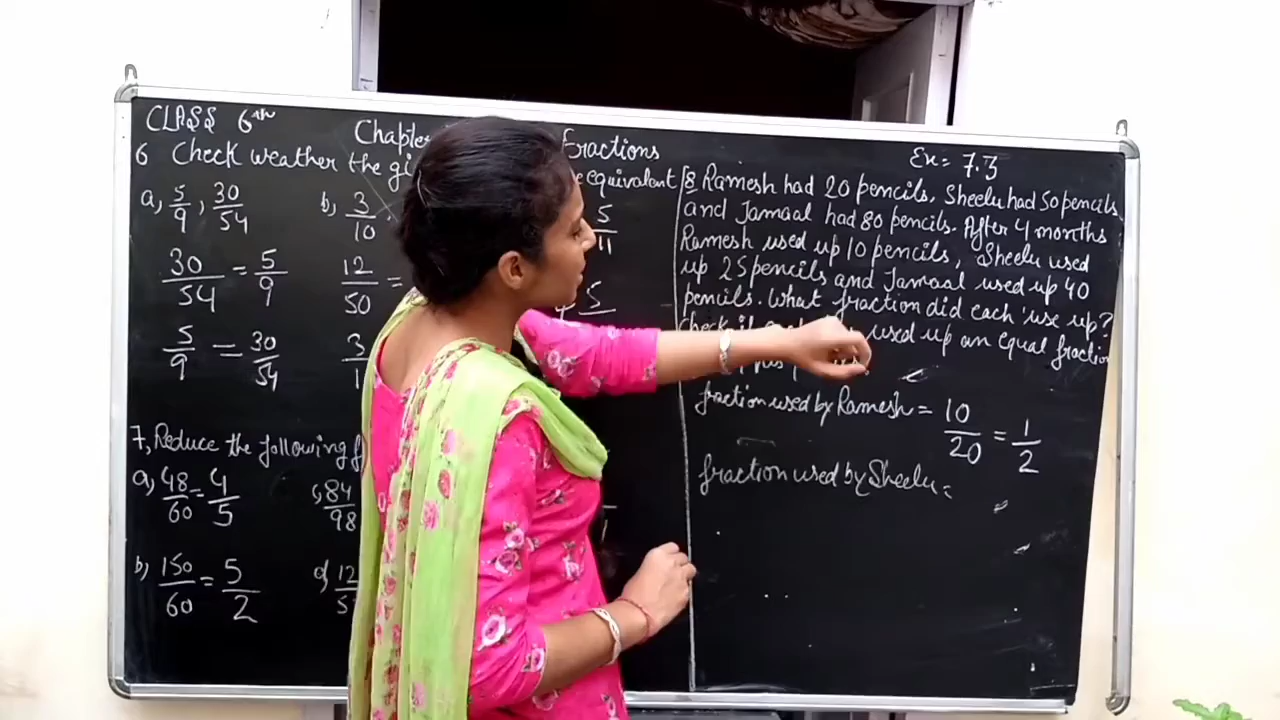 CLASS 6th
Fractions
Ex= 7.3
6 Check weather the
equivalent
a, 5/9, 30/54
b, 3/10
5/11
30/54 = 5/9
12/50 =
5
5/9 = 30/54
3
7, Reduce the following
a, 48/60 = 4/5
84/98
b, 150/60 = 5/2
d, 12
8 Ramesh had 20 pencils, Sheelu had 50 pencils
and Jamaal had 80 pencils. After 4 months
Ramesh used up 10 pencils, Sheelu used
up 25 pencils and Jamaal used up 40
pencils. What fraction did each use up?
Check if used up an equal fraction
fraction used by Ramesh = 10/20 = 1/2
fraction used by Sheelu =